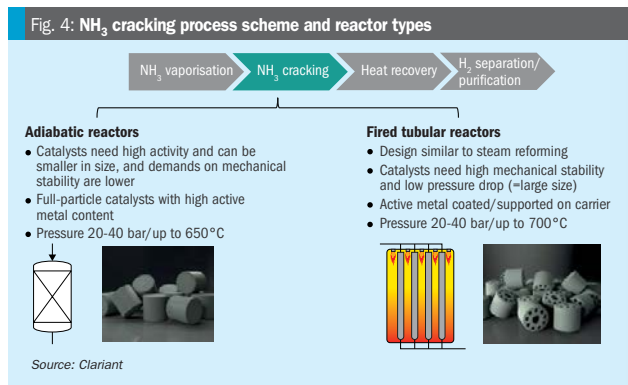 Fig. 4: NH3 cracking process scheme and reactor types
NH3 vaporisation
NH3 cracking
Heat recovery
H2 separation/
purification
Adiabatic reactors
• Catalysts need high activity and can be
smaller in size, and demands on mechanical
stability are lower
• Full-particle catalysts with high active
metal content
• Pressure 20-40 bar/up to 650°C
Fired tubular reactors
• Design similar to steam reforming
• Catalysts need high mechanical stability
and low pressure drop (=large size)
• Active metal coated/supported on carrier
• Pressure 20-40 bar/up to 700°C
Source: Clariant